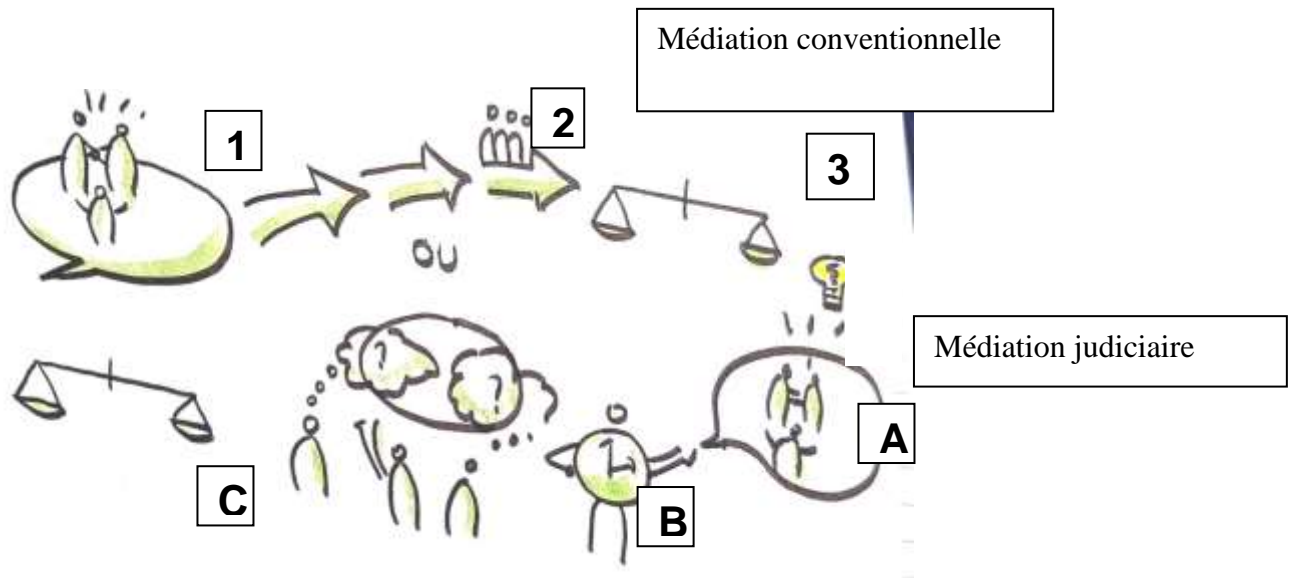 Médiation conventionnelle
1
2
3
OU
? ?
Médiation judiciaire
A
B
C